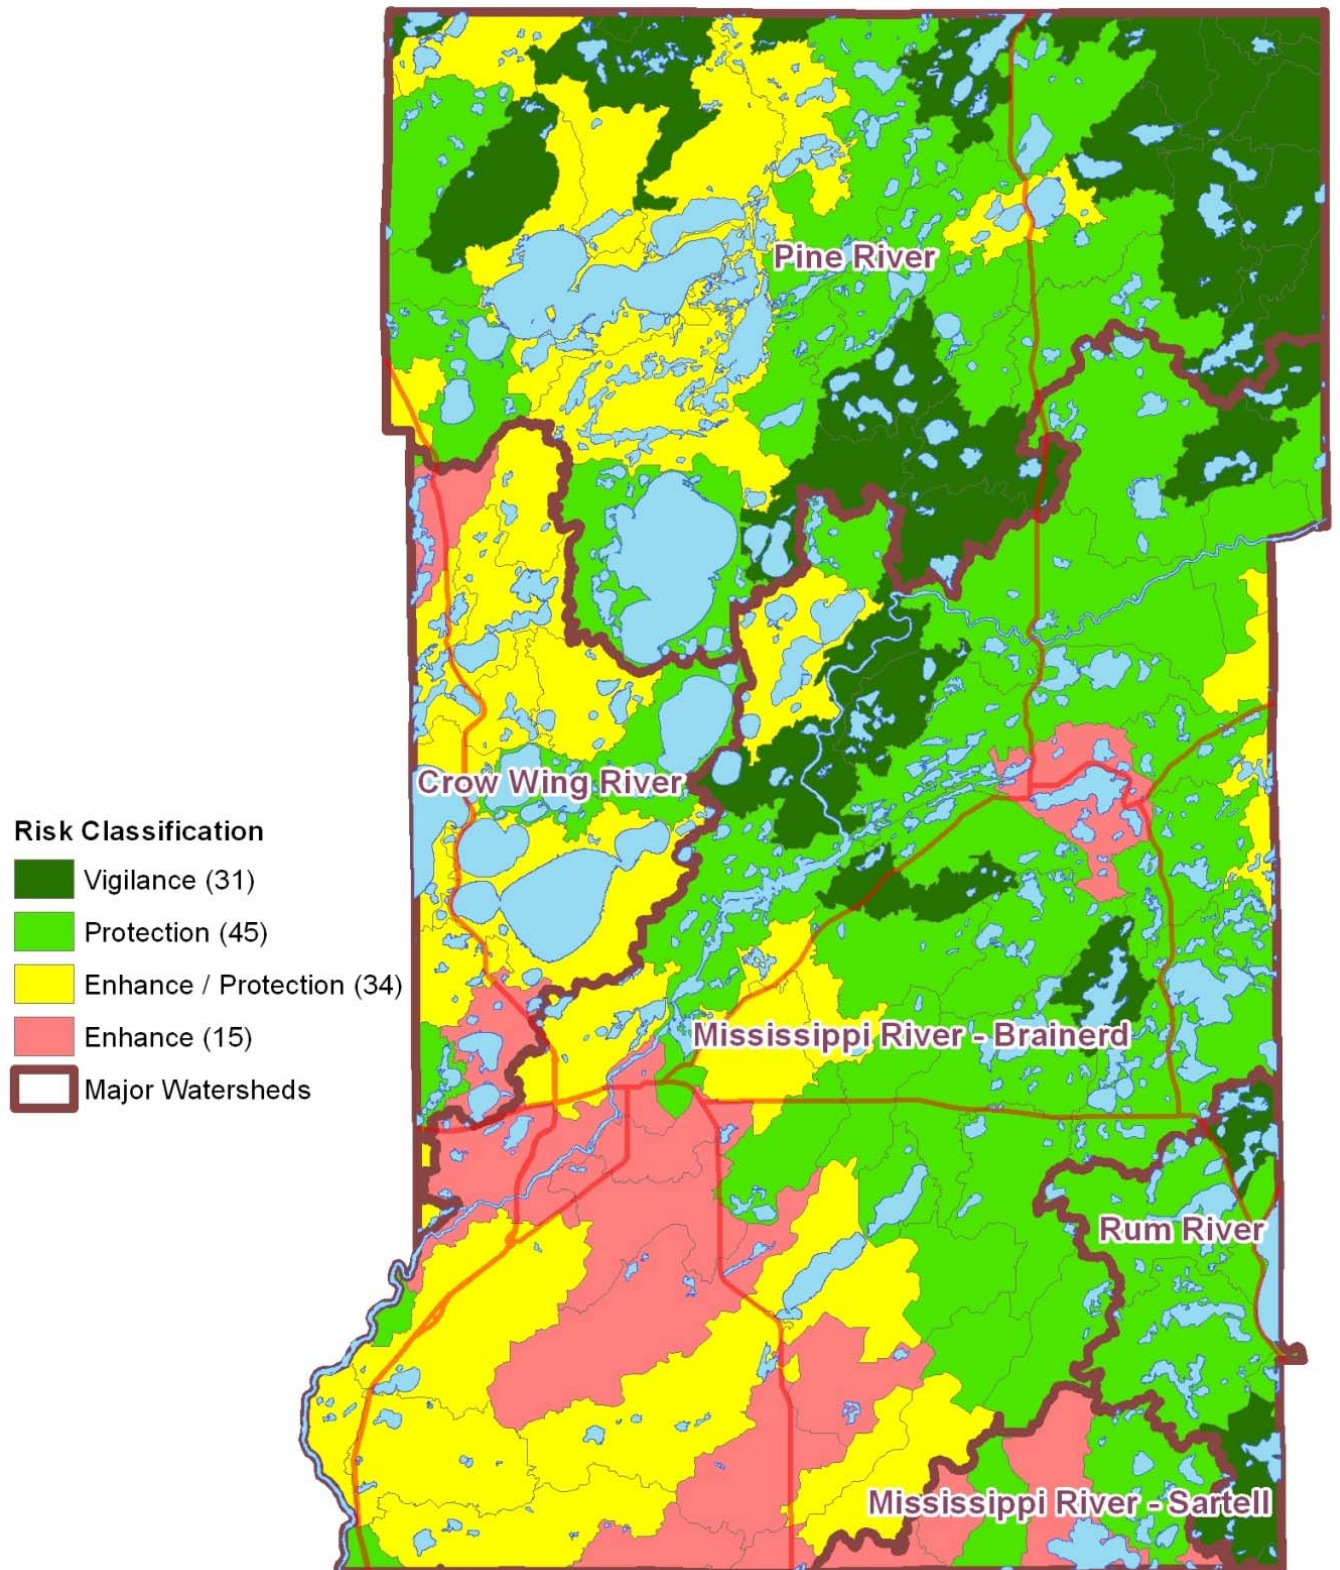 Pine River
Crow Wing River
Risk Classification
Vigilance (31)
Protection (45)
Enhance / Protection (34)
Enhance (15)
Major Watersheds
Mississippi River - Brainerd
Rum River
Mississippi River - Sartell